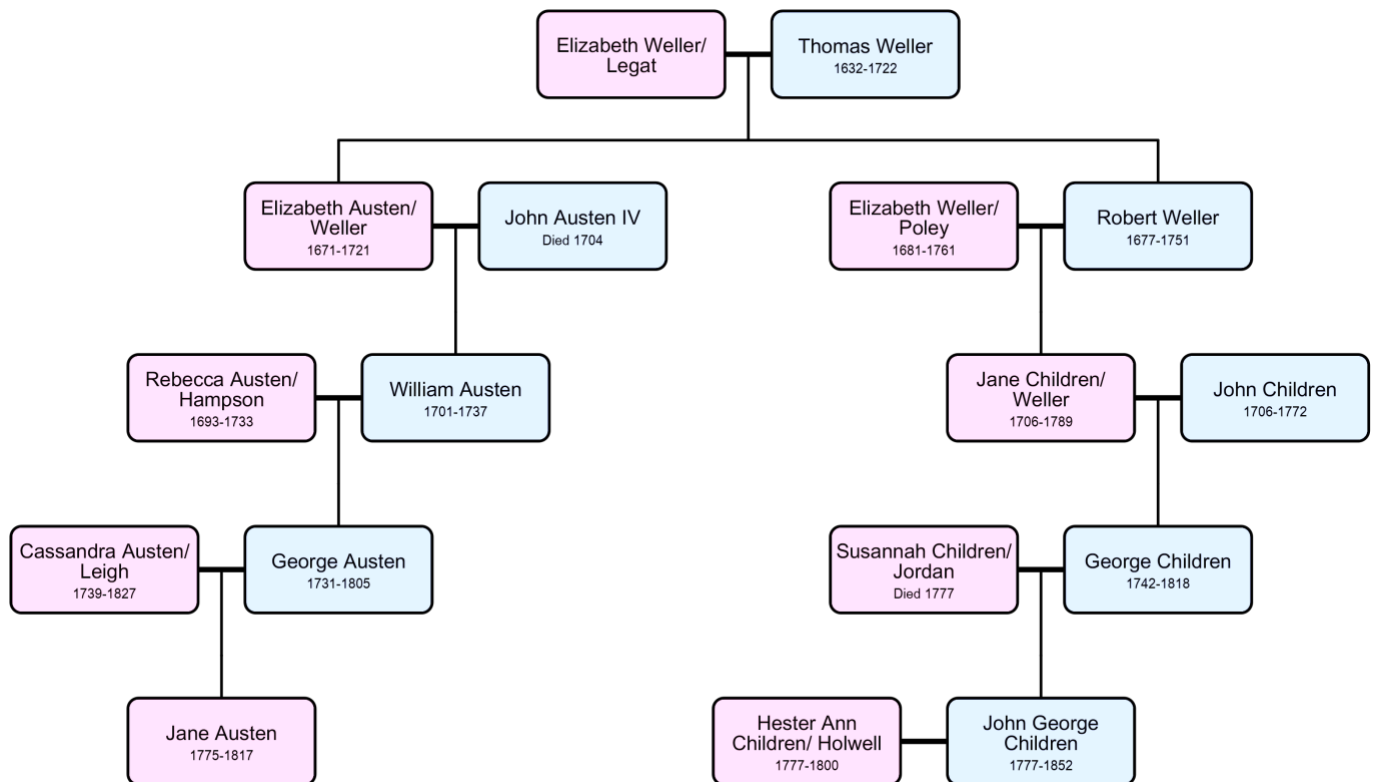 Elizabeth Weller/
Legat
Thomas Weller
1632-1722
Elizabeth Austen/
Weller
1671-1721
John Austen IV
Died 1704
Elizabeth Weller/
Poley
1681-1761
Robert Weller
1677-1751
Rebecca Austen/
Hampson
1693-1733
William Austen
1701-1737
Jane Children/
Weller
1706-1789
John Children
1706-1772
Cassandra Austen/
Leigh
1739-1827
George Austen
1731-1805
Susannah Children/
Jordan
Died 1777
George Children
1742-1818
Jane Austen
1775-1817
Hester Ann
Children/ Holwell
1777-1800
John George
Children
1777-1852